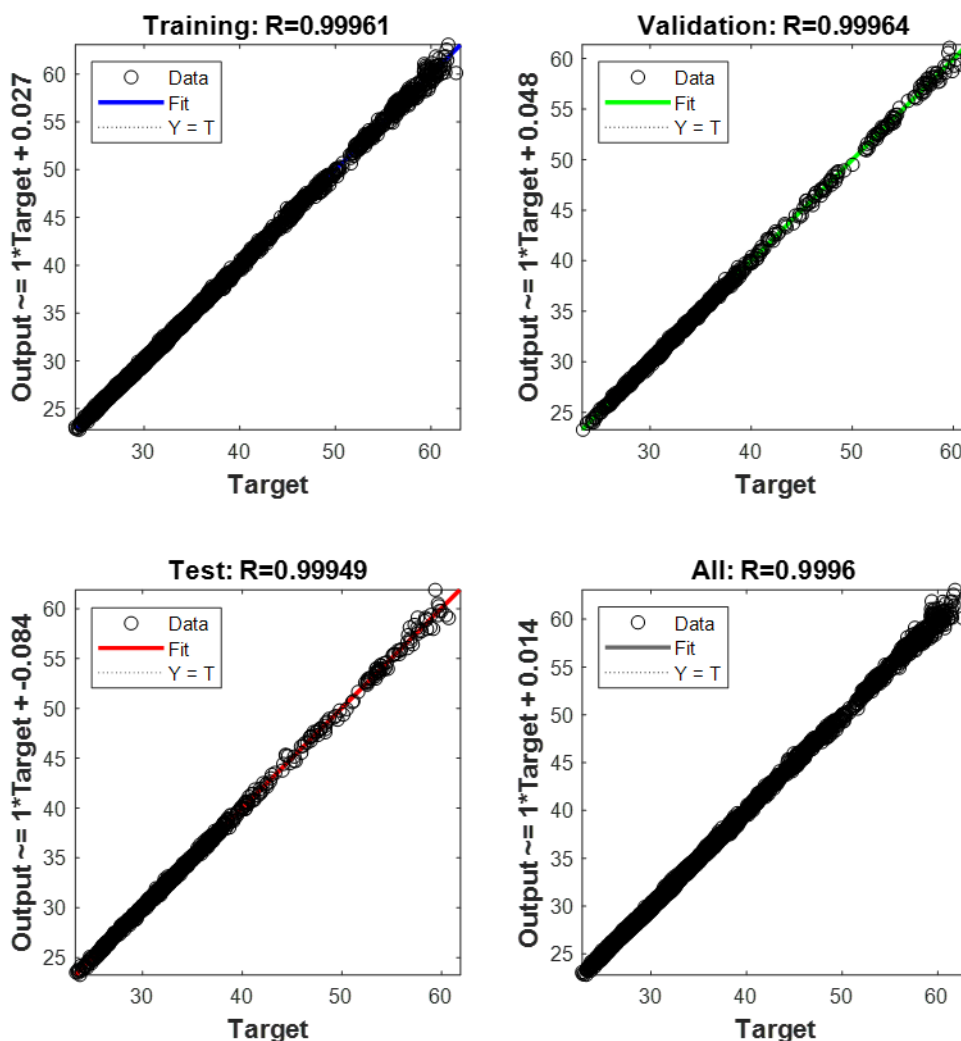 Training: R=0.99961
Output ~= 1*Target + 0.027
Data
Fit
Y = T
60
55
50
45
40
35
30
25
30 40 50 60
Target
Validation: R=0.99964
Output ~= 1*Target + 0.048
Data
Fit
Y = T
60
55
50
45
40
35
30
25
30 40 50 60
Target
Test: R=0.99949
Output ~= 1*Target + -0.084
Data
Fit
Y = T
60
55
50
45
40
35
30
25
30 40 50 60
Target
All: R=0.9996
Output ~= 1*Target + 0.014
Data
Fit
Y = T
60
55
50
45
40
35
30
25
30 40 50 60
Target